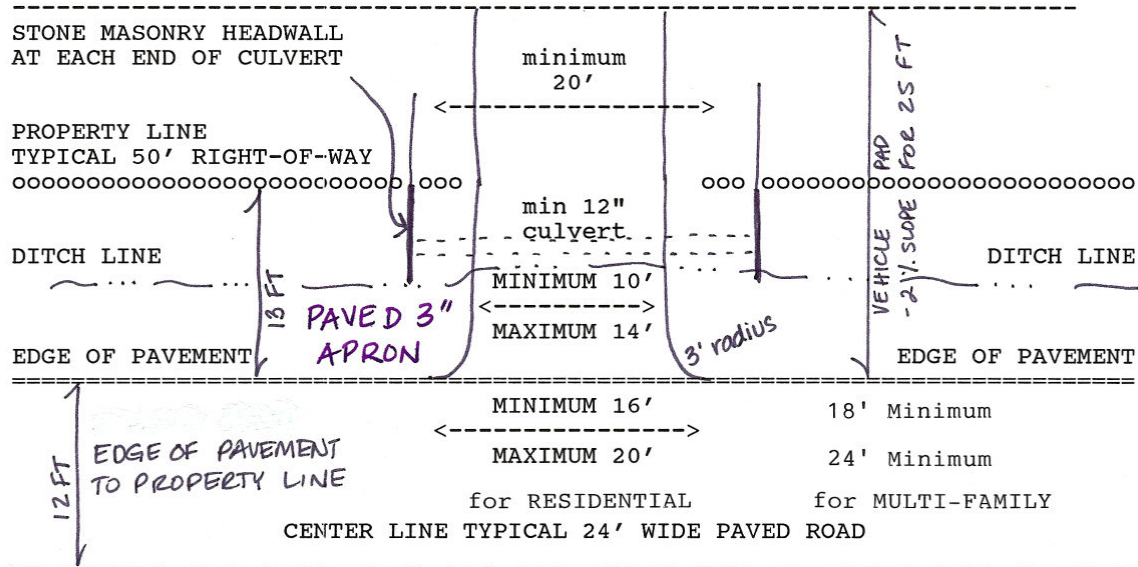 STONE MASONRY HEADWALL
AT EACH END OF CULVERT
minimum
20'
PROPERTY LINE
TYPICAL 50' RIGHT-OF-WAY
min 12"
culvert
DITCH LINE
DITCH LINE
VEHICLE PAD
-2% SLOPE FOR 25 FT
13 FT
PAVED 3"
APRON
MINIMUM 10'
MAXIMUM 14'
3' radius
EDGE OF PAVEMENT
EDGE OF PAVEMENT
12 FT
EDGE OF PAVEMENT
TO PROPERTY LINE
MINIMUM 16'
MAXIMUM 20'
for RESIDENTIAL
18' Minimum
24' Minimum
for MULTI-FAMILY
CENTER LINE TYPICAL 24' WIDE PAVED ROAD